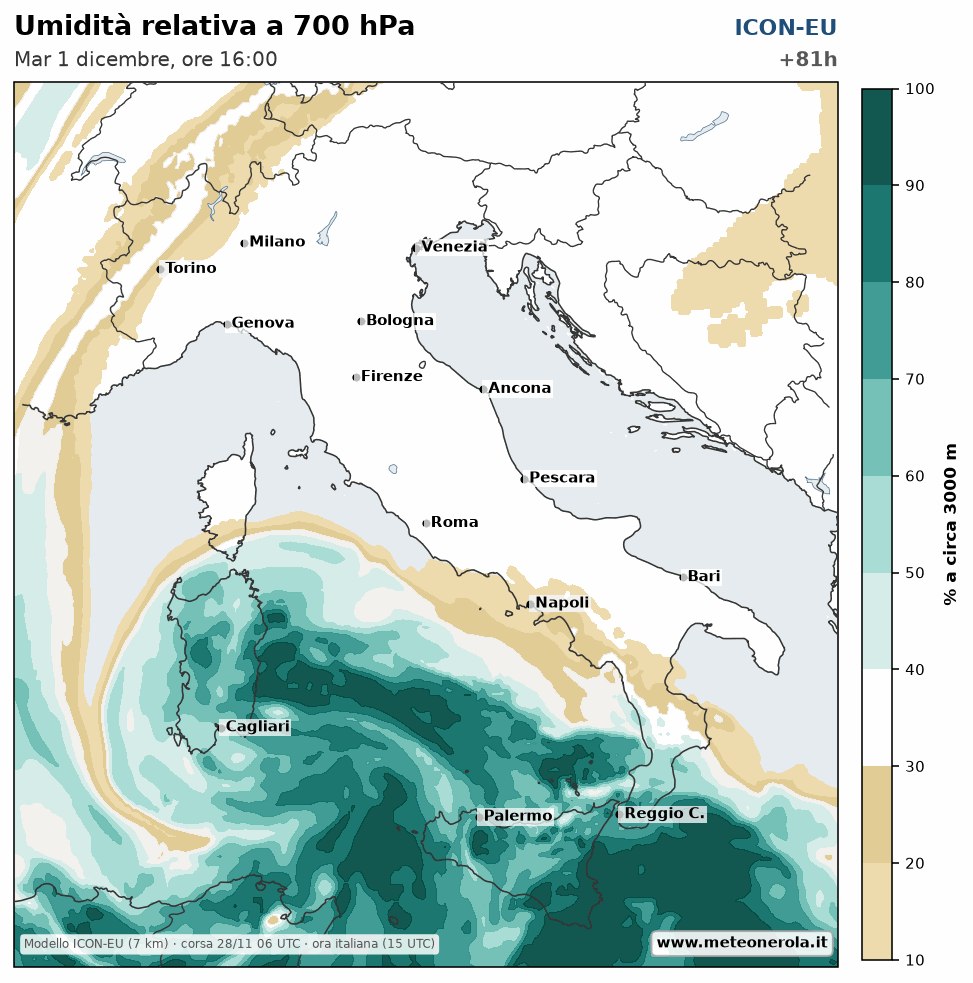 Umidità relativa a 700 hPa
ICON-EU
Mar 1 dicembre, ore 16:00
+81h
100
90
80
70
60
50
40
30
20
10
% a circa 3000 m
Milano
Venezia
Torino
Genova
Bologna
Firenze
Ancona
Pescara
Roma
Bari
Napoli
Cagliari
Palermo
Reggio C.
Modello ICON-EU (7 km) · corsa 28/11 06 UTC · ora italiana (15 UTC)
www.meteonerola.it